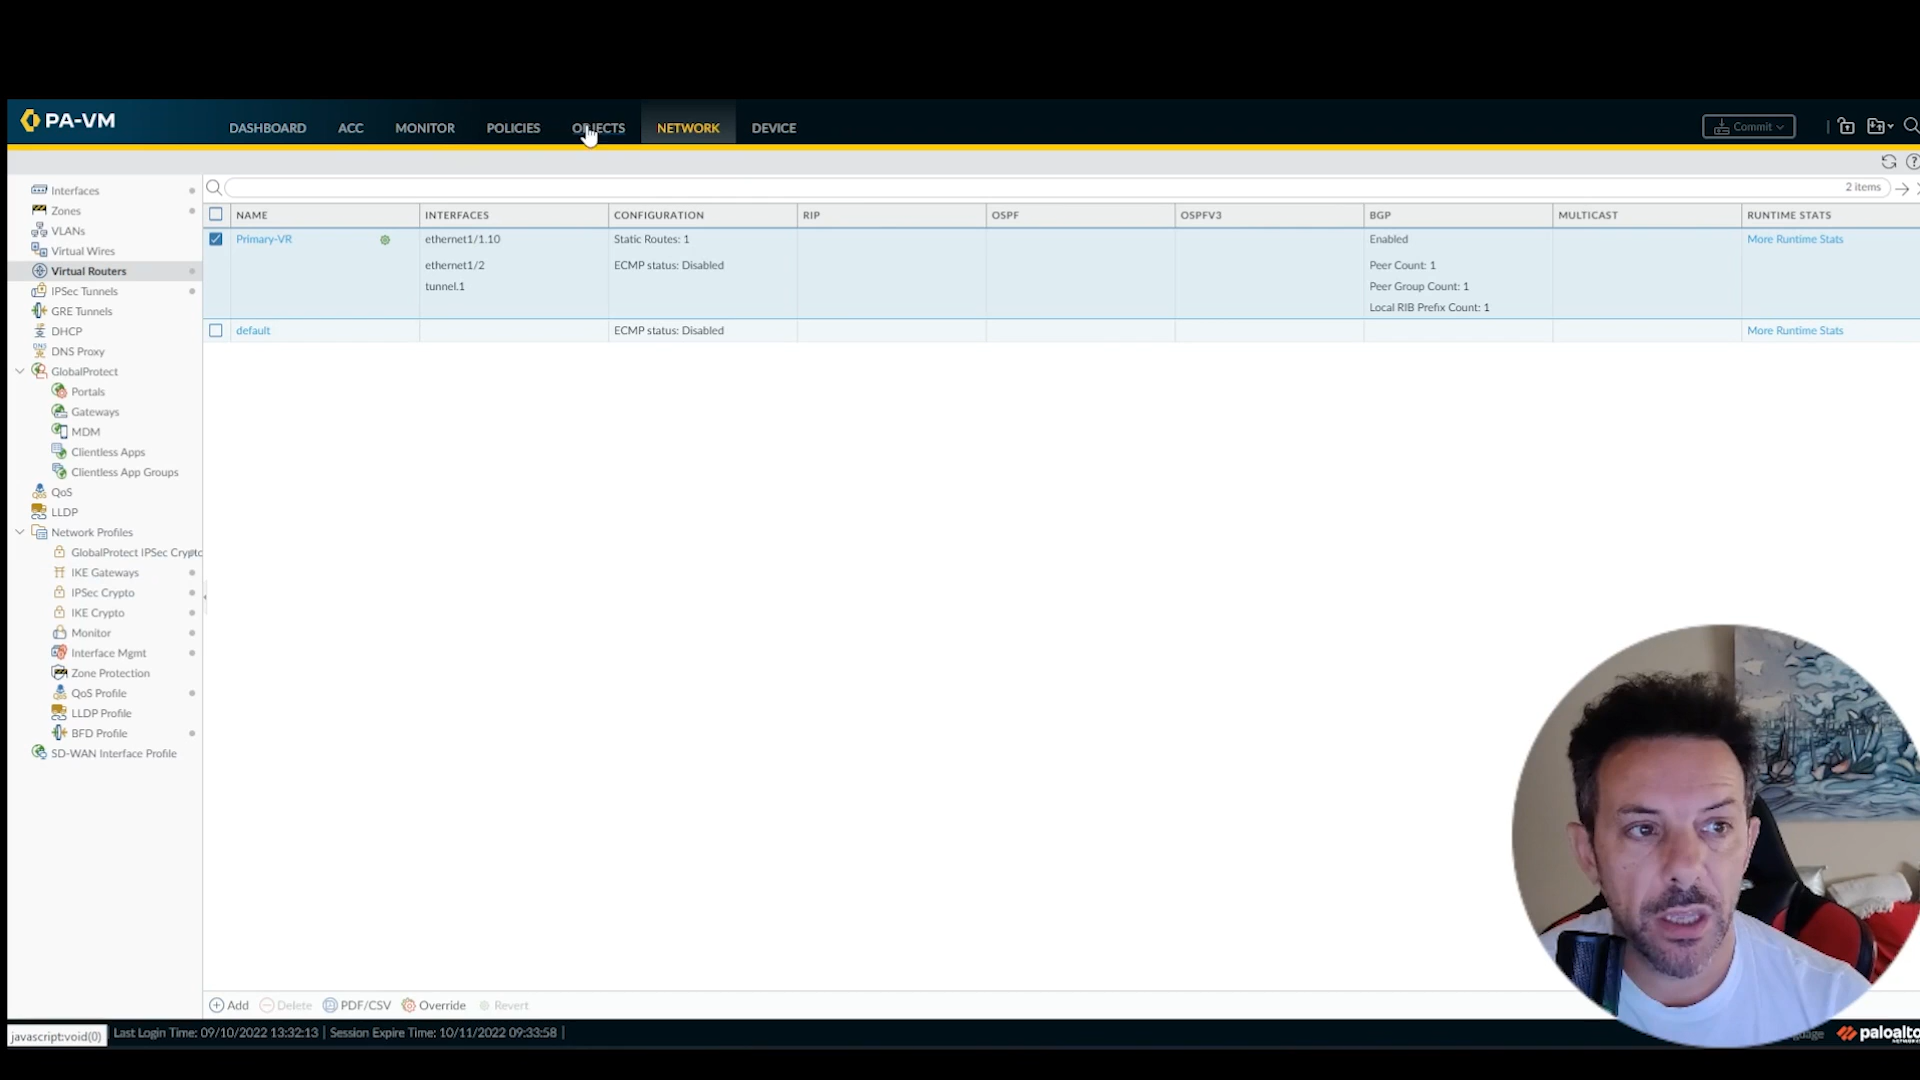 PA-VM
DASHBOARD ACC MONITOR POLICIES OBJECTS NETWORK DEVICE
Commit
2 items
Interfaces
Zones
VLANs
Virtual Wires
Virtual Routers
IPSec Tunnels
GRE Tunnels
DHCP
DNS Proxy
GlobalProtect
Portals
Gateways
MDM
Clientless Apps
Clientless App Groups
QoS
LLDP
Network Profiles
GlobalProtect IPSec Crypto
IKE Gateways
IPSec Crypto
IKE Crypto
Monitor
Interface Mgmt
Zone Protection
QoS Profile
LLDP Profile
BFD Profile
SD-WAN Interface Profile
NAME INTERFACES CONFIGURATION RIP OSPF OSPFV3 BGP MULTICAST RUNTIME STATS
Primary-VR ethernet1/1.10 Static Routes: 1 Enabled More Runtime Stats
ethernet1/2 ECMP status: Disabled Peer Count: 1
tunnel.1 Peer Group Count: 1
Local RIB Prefix Count: 1
default ECMP status: Disabled More Runtime Stats
Add Delete PDF/CSV Override Revert
javascript:void(0) Last Login Time: 09/10/2022 13:32:13 | Session Expire Time: 10/11/2022 09:33:58 |
paloalto